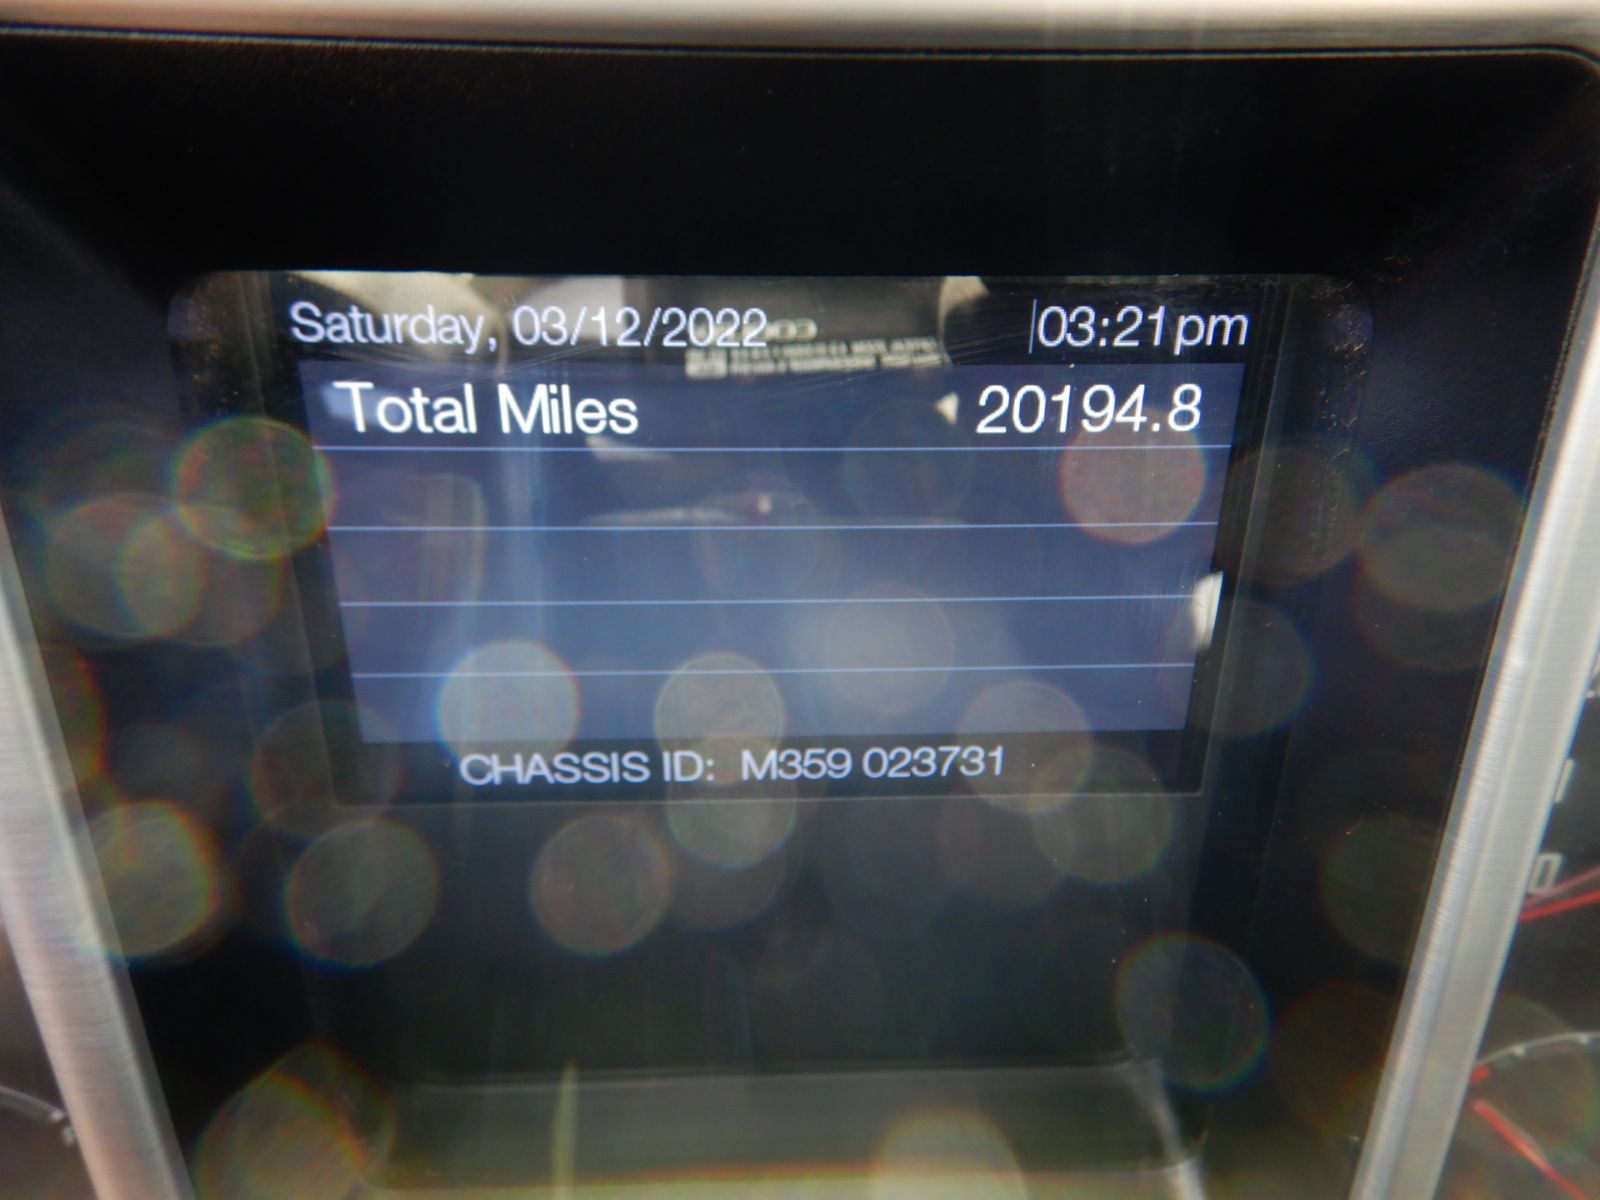 Saturday, 03/12/2022 03:21pm
Total Miles 20194.8
CHASSIS ID: M359 023731